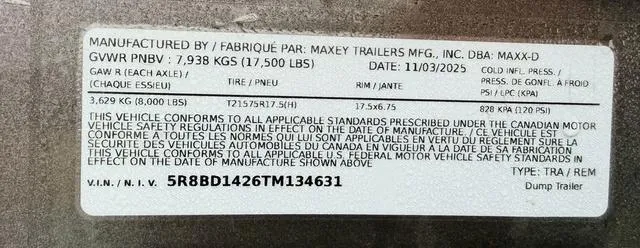 MANUFACTURED BY / FABRIQUÉ PAR: MAXEY TRAILERS MFG., INC. DBA: MAXX-D
GVWR PNBV : 7,938 KGS (17,500 LBS) DATE: 11/03/2025
GAW R (EACH AXLE) / (CHAQUE ESSIEU) TIRE / PNEU RIM / JANTE COLD INF. PRESS. / PRESS. DE GONFL. À FROID PSI / LPC (KPA)
3,629 KG (8,000 LBS) T21575R17.5(H) 17.5x6.75 828 KPA (120 PSI)
THIS VEHICLE CONFORMS TO ALL APPLICABLE STANDARDS PRESCRIBED UNDER THE CANADIAN MOTOR
VEHICLE SAFETY REGULATIONS IN EFFECT ON THE DATE OF MANUFACTURE. / CE VÉHICULE EST
CONFORME A TOUTES LES NORMES QUI LUI SONT APPLICABLES EN VERTU DU RÈGLEMENT SURE LA
SÉCURITÉ DES VÉHICULES AUTOMOBILES DU CANADA EN VIGUEUR A LA DATE DE SA FABRICATION
THIS VEHICLE CONFORMS TO ALL APPLICABLE U.S. FEDERAL MOTOR VEHICLE SAFETY STANDARDS IN
EFFECT ON THE DATE OF MANUFACTURE SHOWN ABOVE
TYPE: TRA / REM
V.I.N. / N. I. V. 5R8BD1426TM134631 Dump Trailer